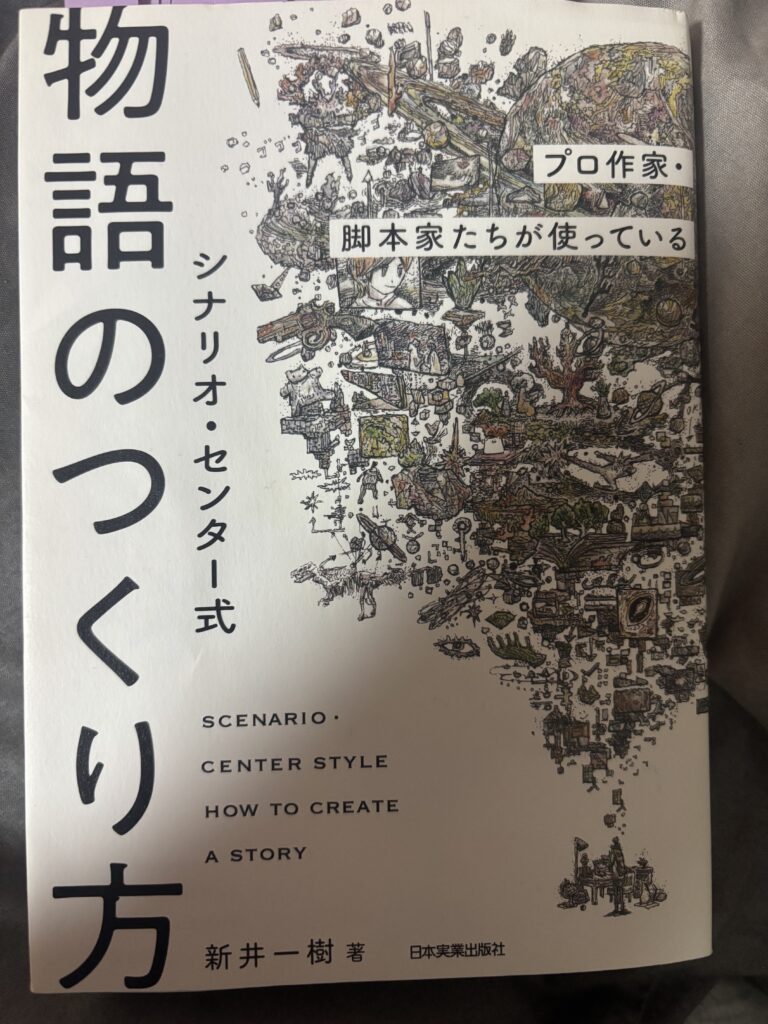 プロ作家・
脚本家たちが使っている
シナリオ・センター式
物語のつくり方
SCENARIO・
CENTER STYLE
HOW TO CREATE
A STORY
新井一樹 著
日本実業出版社